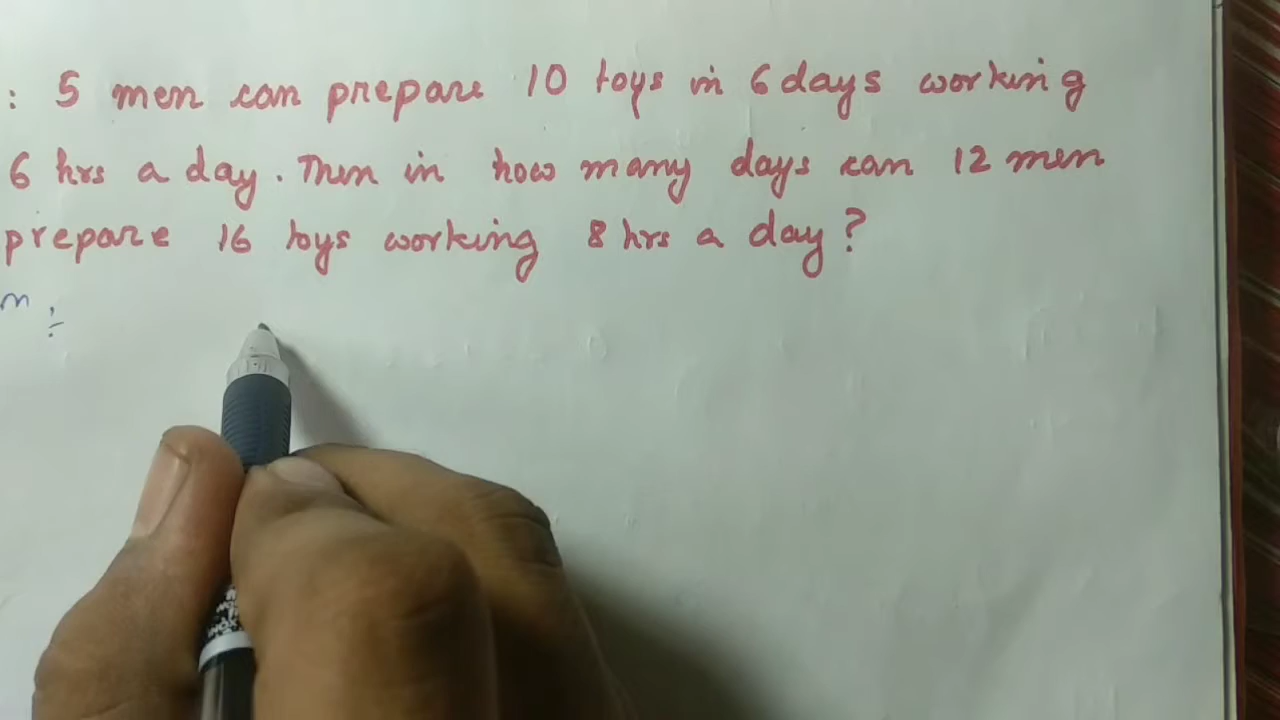 : 5 men can prepare 10 toys in 6 days working
6 hrs a day. Then in how many days can 12 men
prepare 16 toys working 8 hrs a day?